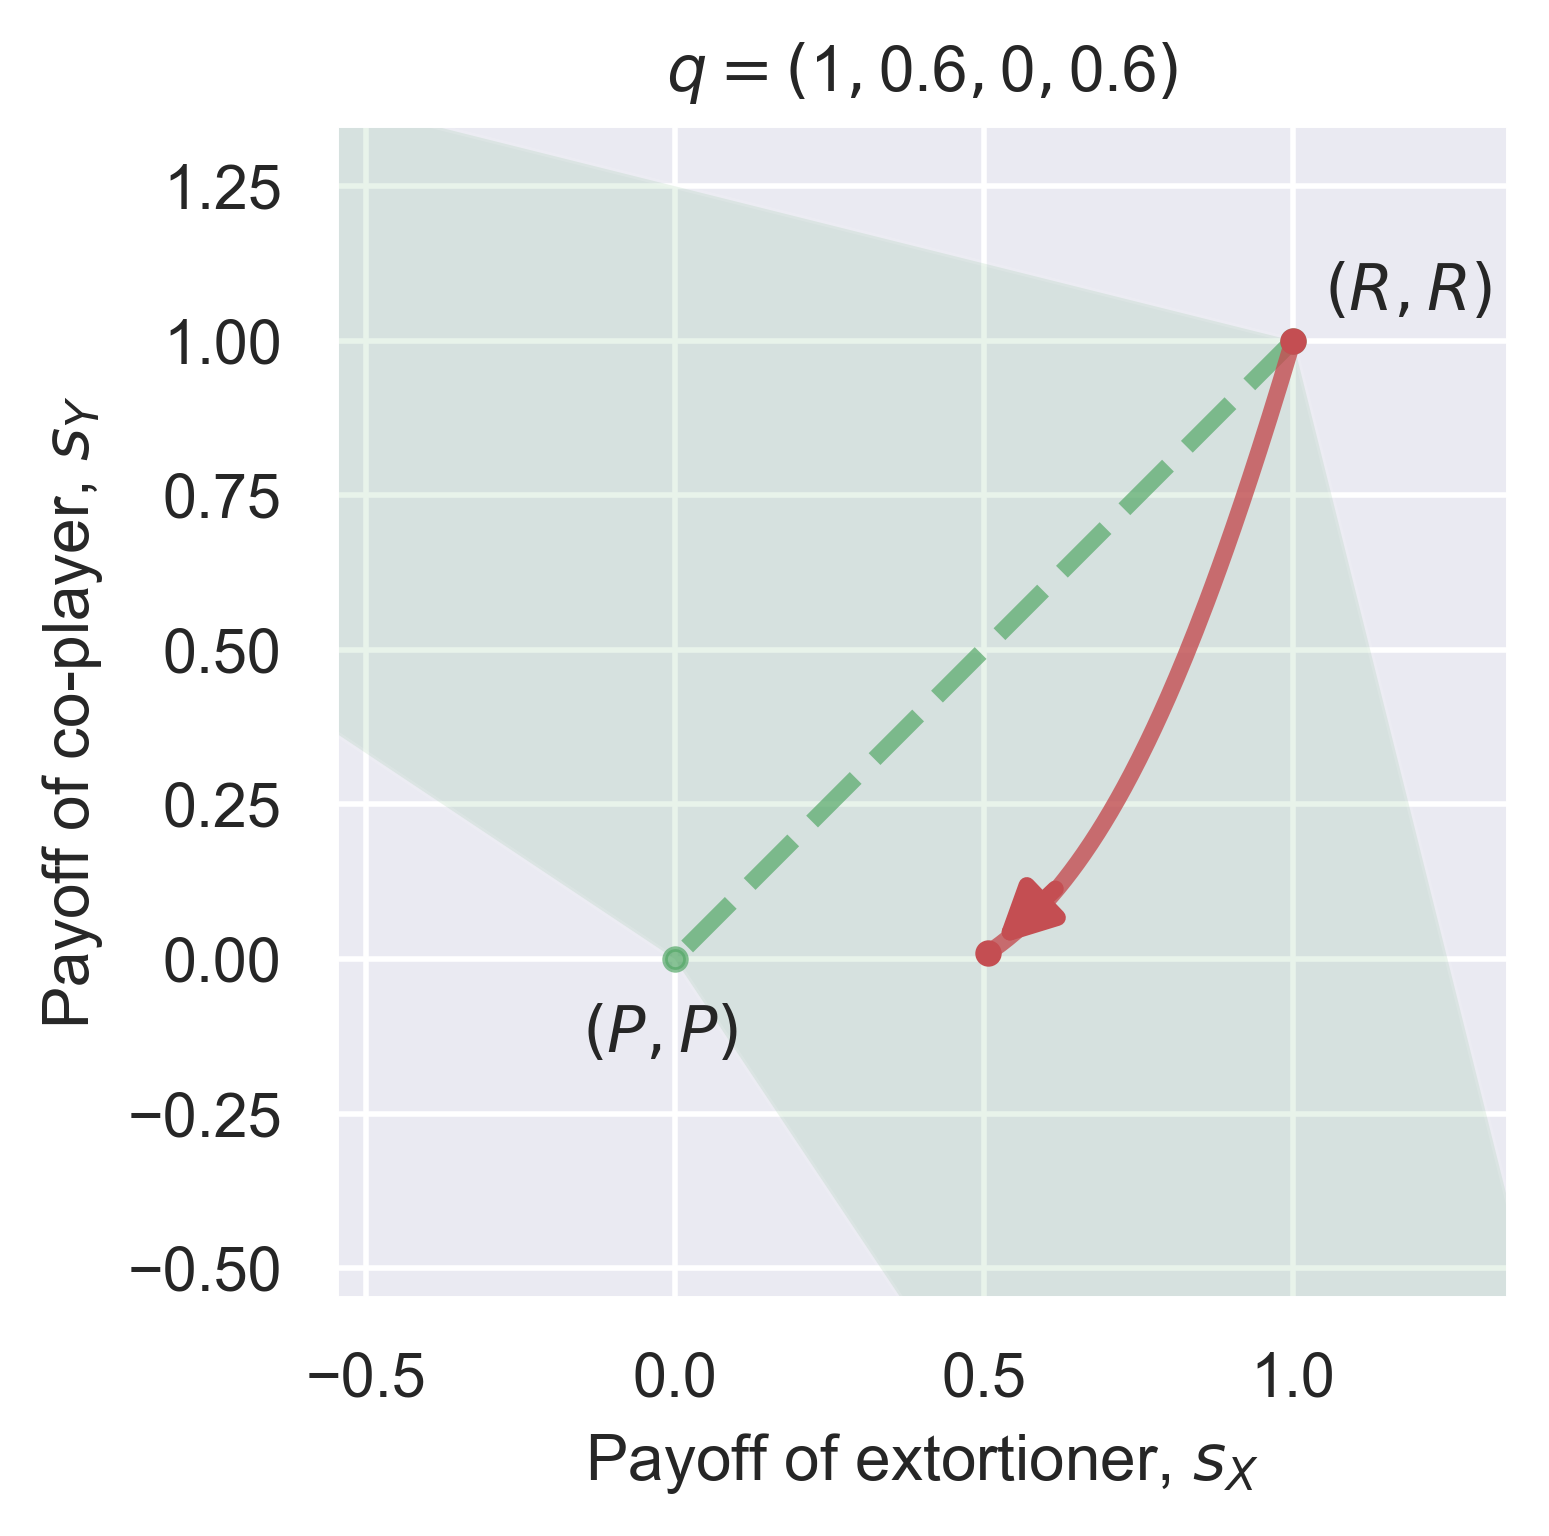 q = (1, 0.6, 0, 0.6)
1.25
1.00
0.75
0.50
0.25
0.00
−0.25
−0.50
Payoff of co-player, s_Y
(R, R)
(P, P)
−0.5 0.0 0.5 1.0
Payoff of extortioner, s_X